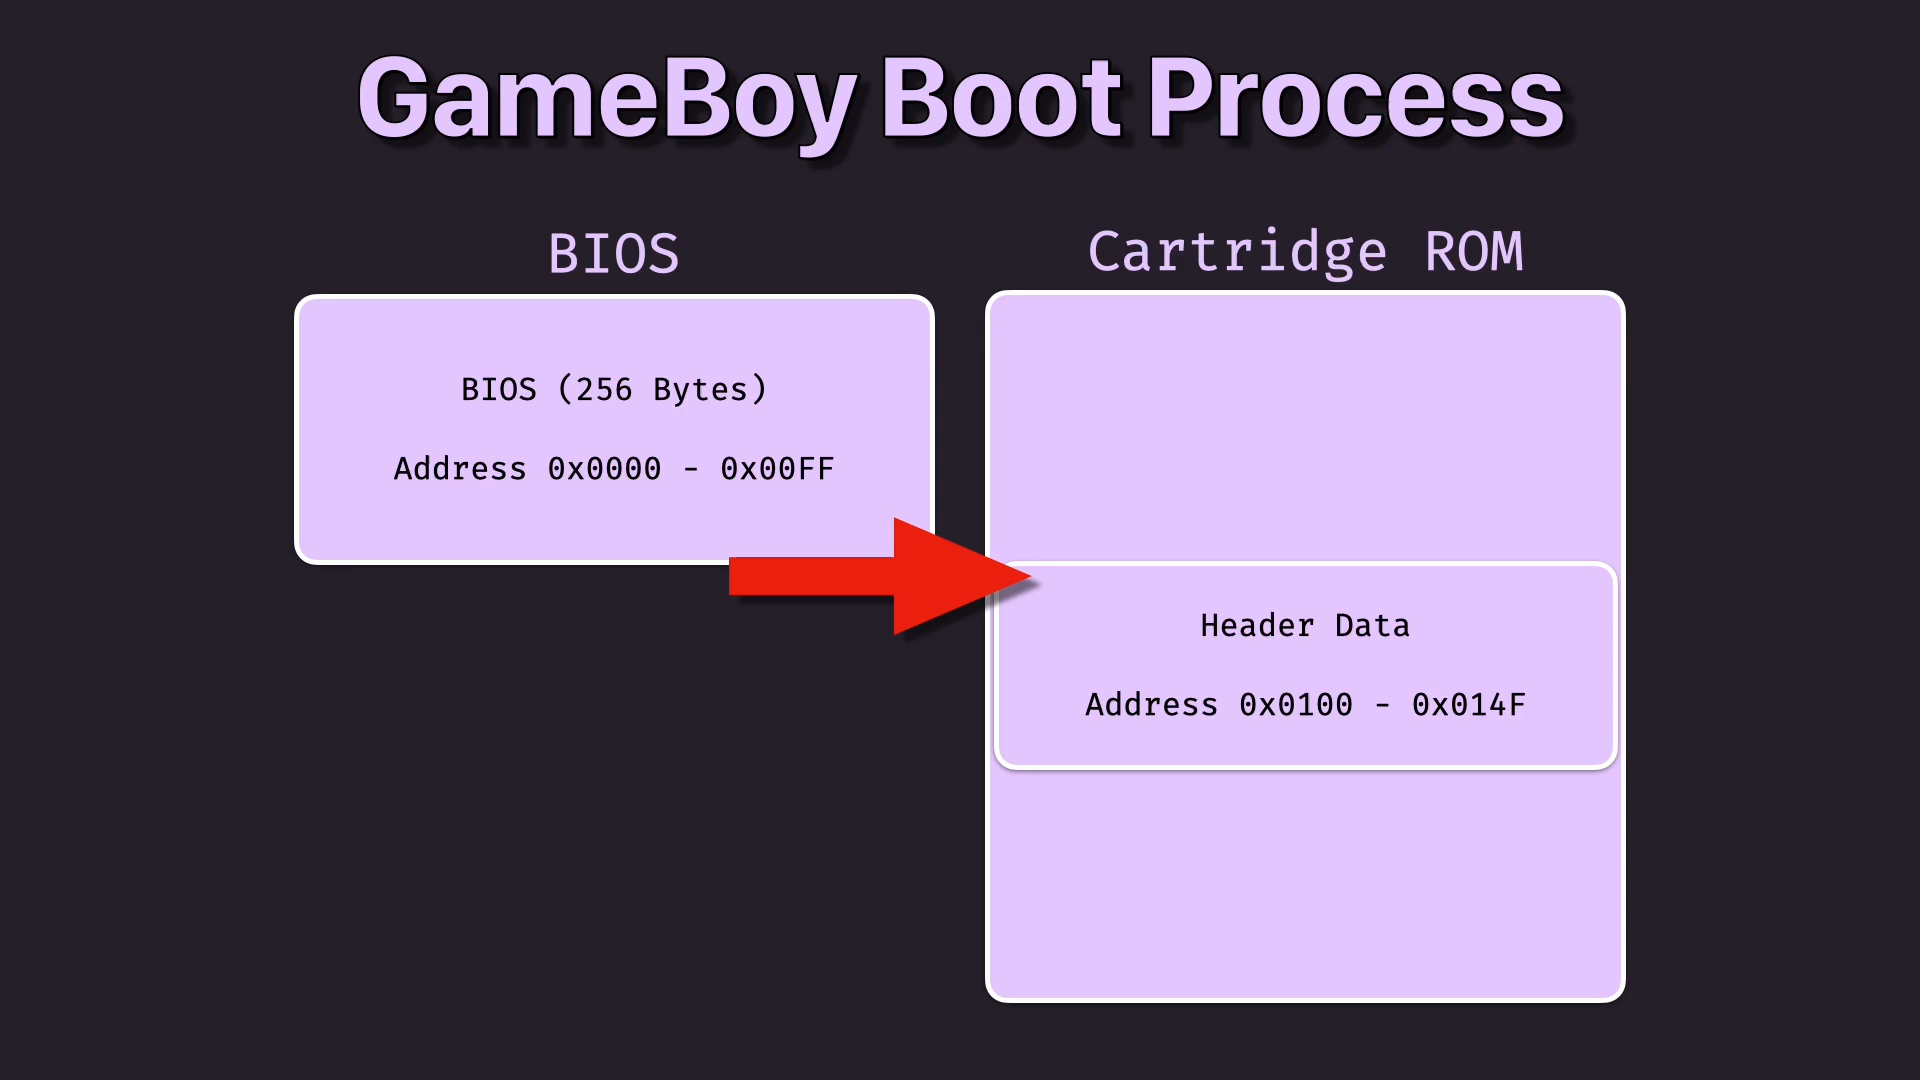 GameBoy Boot Process
BIOS
BIOS (256 Bytes)
Address 0x0000 - 0x00FF
Cartridge ROM
Header Data
Address 0x0100 - 0x014F